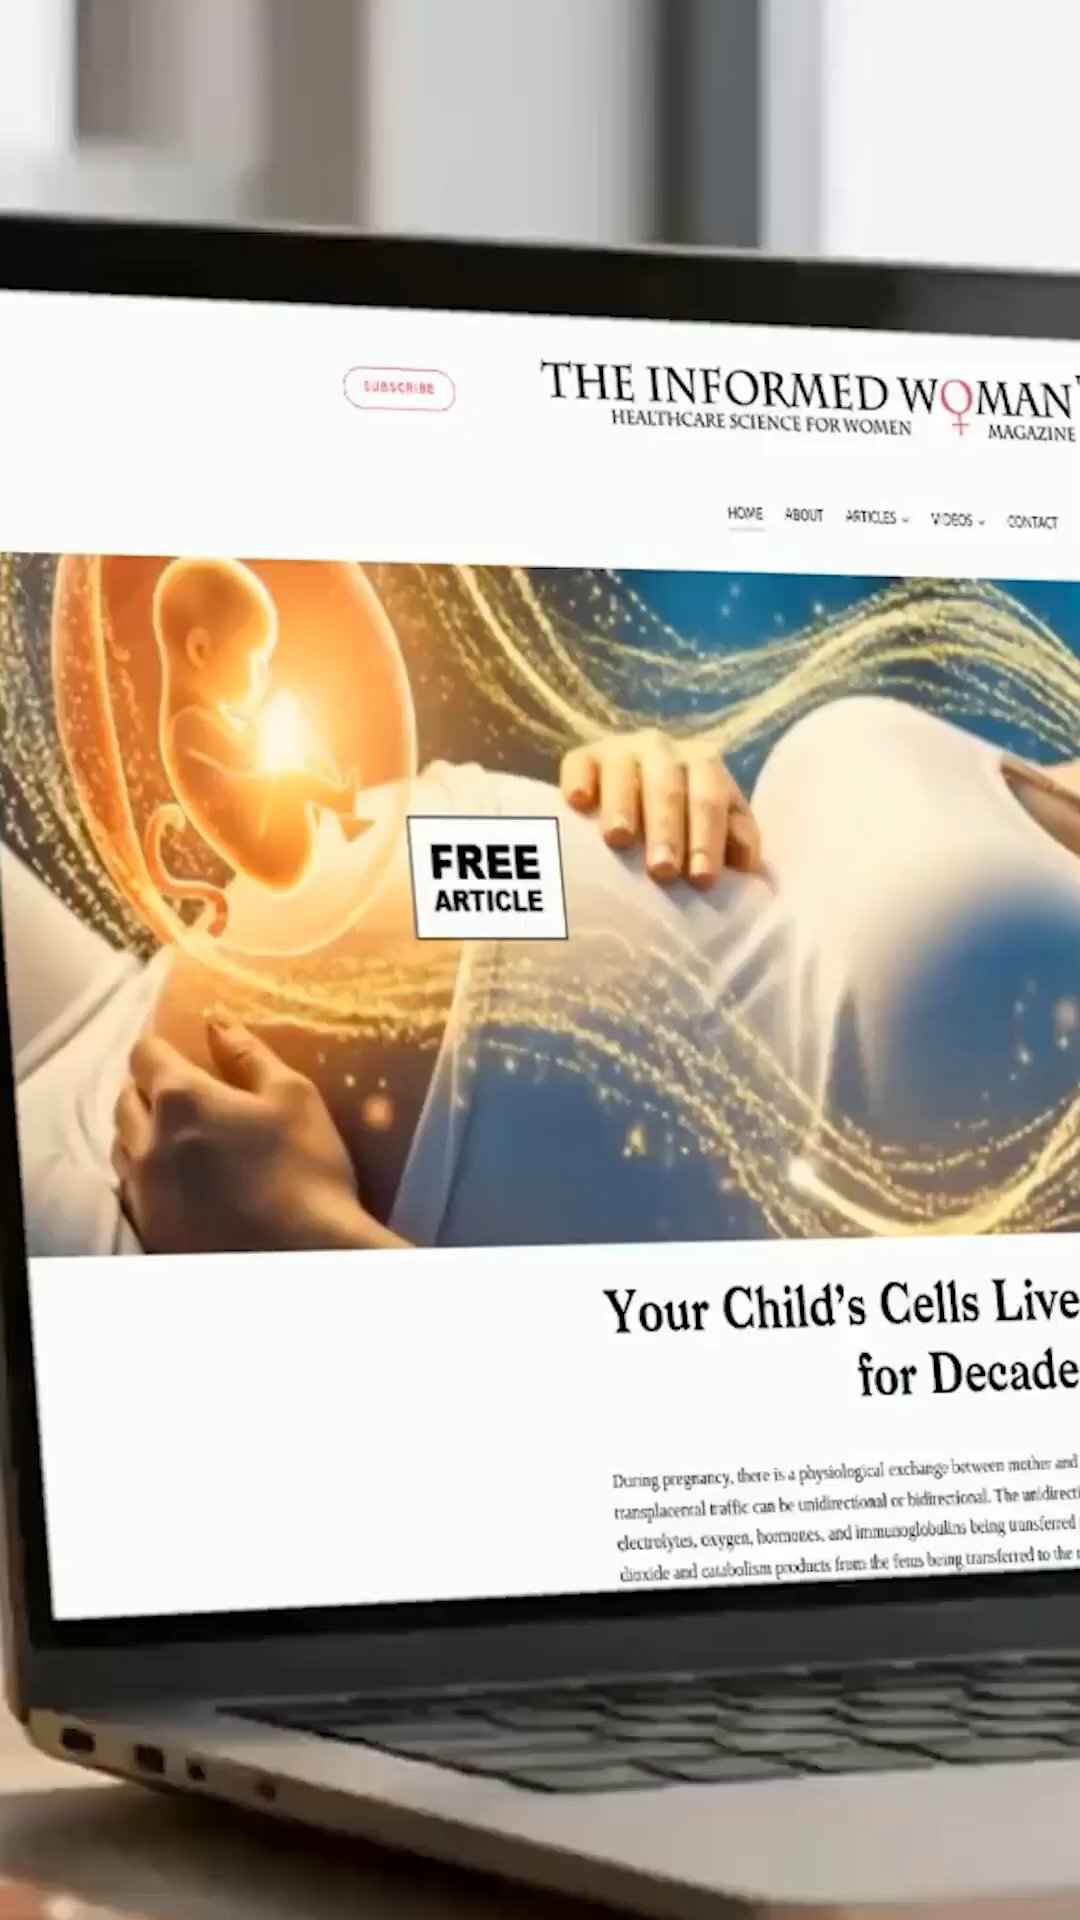 SUBSCRIBE
THE INFORMED WOMAN
HEALTHCARE SCIENCE FOR WOMEN MAGAZINE
HOME ABOUT ARTICLES VIDEOS CONTACT
FREE
ARTICLE
Your Child's Cells Live
for Decade
During pregnancy, there is a physiological exchange between mother and
transplacental traffic can be unidirectional or bidirectional. The unidirecti
electrolytes, oxygen, hormones, and immunoglobulins being transferred
dioxide and catabolism products from the fetus being transferred to the